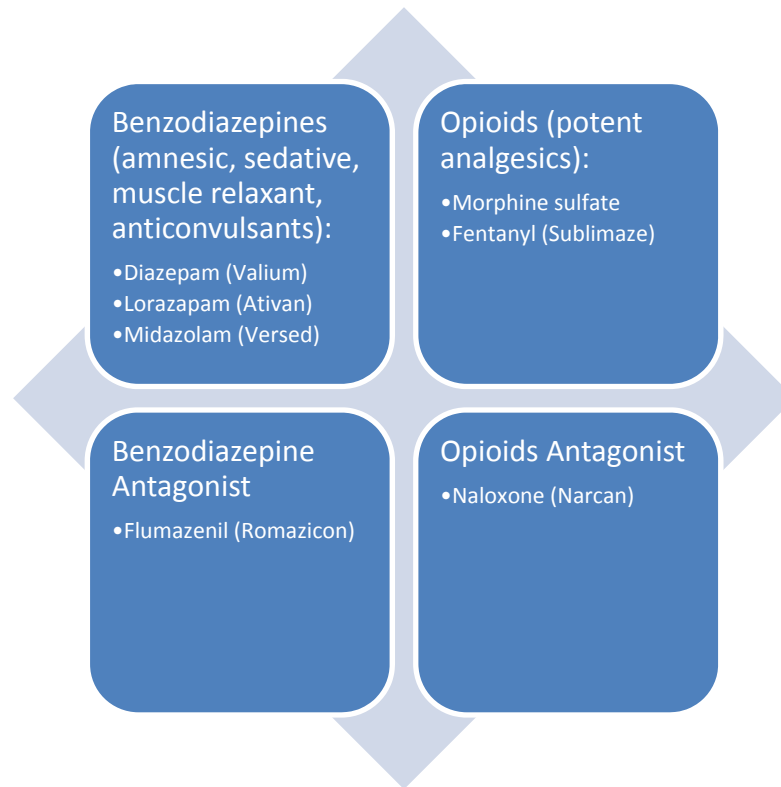 Benzodiazepines
(amnesic, sedative,
muscle relaxant,
anticonvulsants):
•Diazepam (Valium)
•Lorazapam (Ativan)
•Midazolam (Versed)
Opioids (potent
analgesics):
•Morphine sulfate
•Fentanyl (Sublimaze)
Benzodiazepine
Antagonist
•Flumazenil (Romazicon)
Opioids Antagonist
•Naloxone (Narcan)